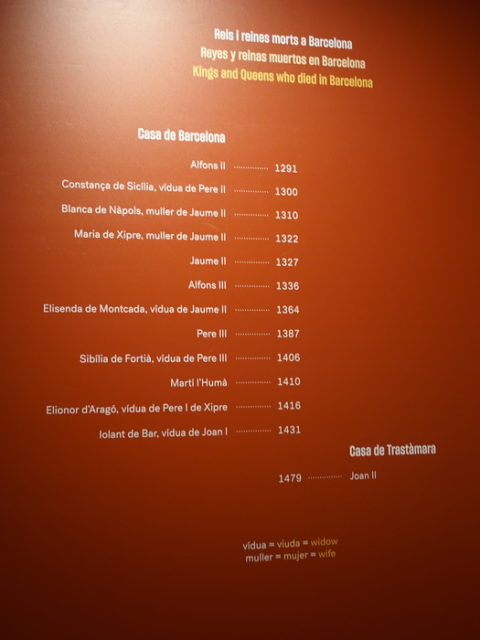 Reis i reines morts a Barcelona
Reyes y reinas muertos en Barcelona
Kings and Queens who died in Barcelona
Casa de Barcelona
Alfons II ............... 1291
Constança de Sicília, vídua de Pere II ............... 1300
Blanca de Nàpols, muller de Jaume II ............... 1310
Maria de Xipre, muller de Jaume II ............... 1322
Jaume II ............... 1327
Alfons III ............... 1336
Elisenda de Montcada, vídua de Jaume II ............... 1364
Pere III ............... 1387
Sibília de Fortià, vídua de Pere III ............... 1406
Martí l'Humà ............... 1410
Elionor d'Aragó, vídua de Pere I de Xipre ............... 1416
Iolant de Bar, vídua de Joan I ............... 1431
Casa de Trastàmara
1479 ............... Joan II
vídua = viuda = widow
muller = mujer = wife